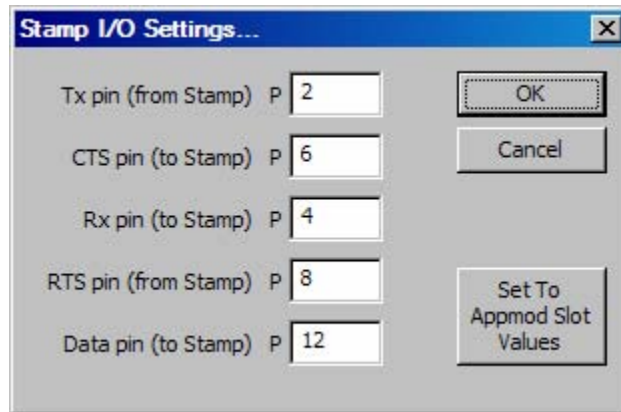 Stamp I/O Settings...
Tx pin (from Stamp) P 2
OK
CTS pin (to Stamp) P 6
Cancel
Rx pin (to Stamp) P 4
RTS pin (from Stamp) P 8
Data pin (to Stamp) P 12
Set To
Appmod Slot
Values